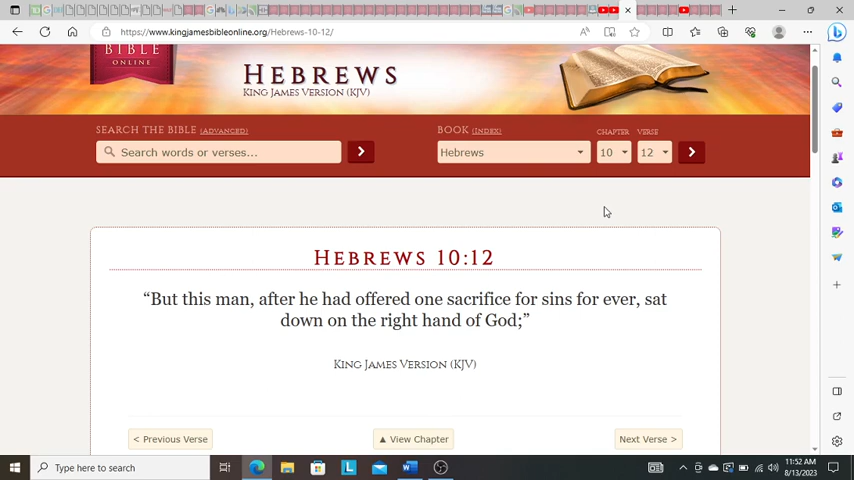 https://www.kingjamesbibleonline.org/Hebrews-10-12/
BIBLE
ONLINE
HEBREWS
KING JAMES VERSION (KJV)
SEARCH THE BIBLE (ADVANCED)
BOOK (INDEX)
CHAPTER
VERSE
Search words or verses...
Hebrews
10
12
HEBREWS 10:12
“But this man, after he had offered one sacrifice for sins for ever, sat
down on the right hand of God;”
KING JAMES VERSION (KJV)
< Previous Verse
▲ View Chapter
Next Verse >
Type here to search
11:52 AM
8/13/2023